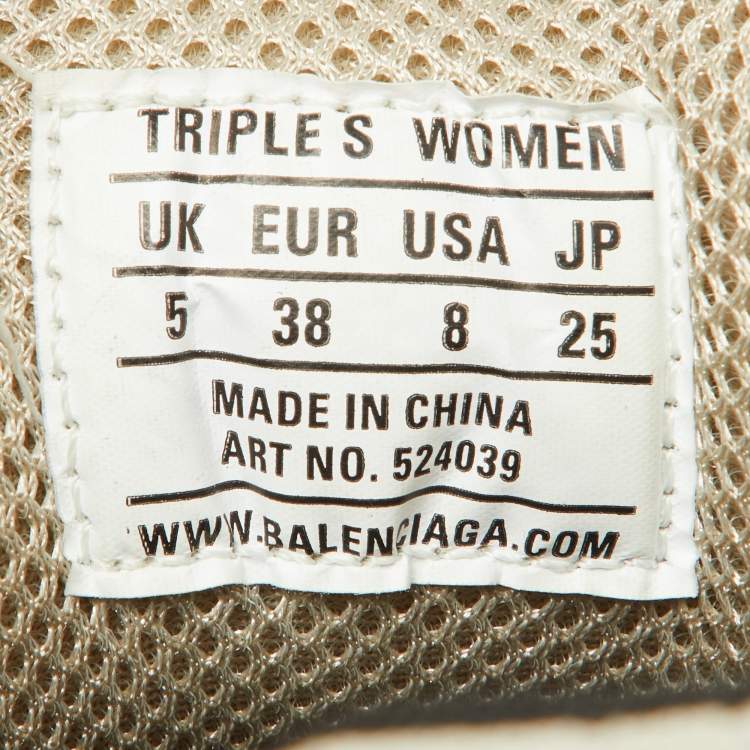 TRIPLE S WOMEN
UK EUR USA JP
5 38 8 25
MADE IN CHINA
ART NO. 524039
WWW.BALENCIAGA.COM